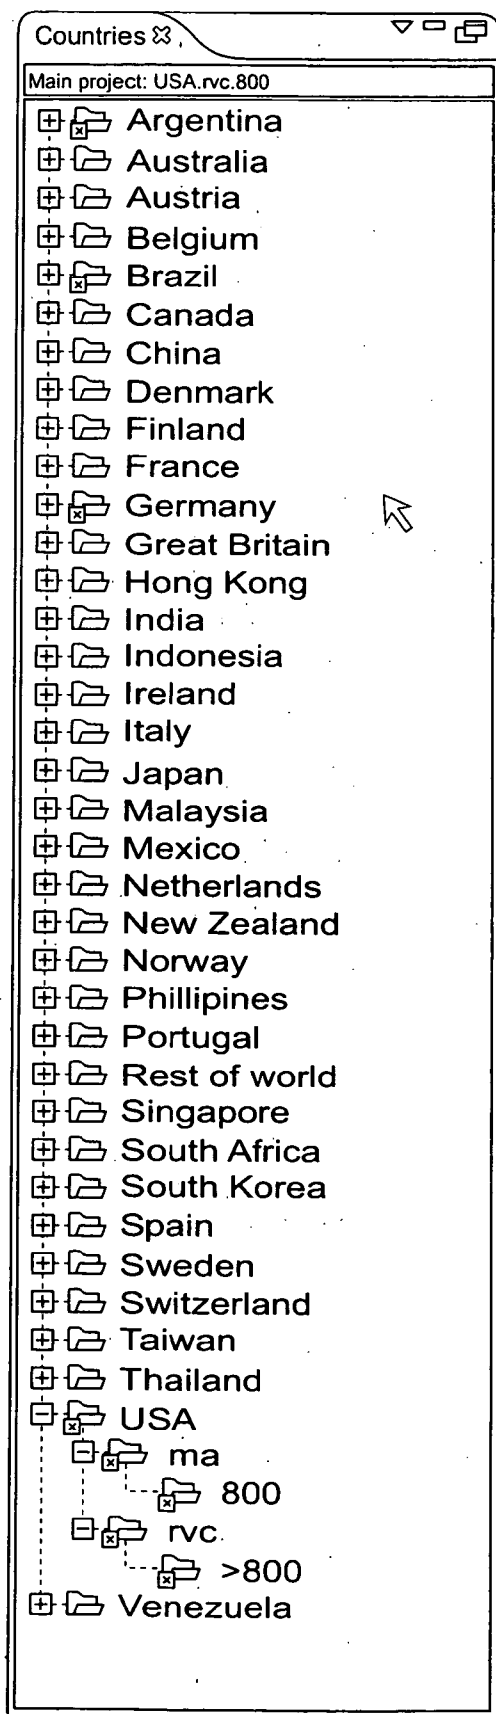 Countries
Main project: USA.rvc.800
Argentina
Australia
Austria
Belgium
Brazil
Canada
China
Denmark
Finland
France
Germany
Great Britain
Hong Kong
India
Indonesia
Ireland
Italy
Japan
Malaysia
Mexico
Netherlands
New Zealand
Norway
Phillipines
Portugal
Rest of world
Singapore
South Africa
South Korea
Spain
Sweden
Switzerland
Taiwan
Thailand
USA
ma
800
rvc
>800
Venezuela